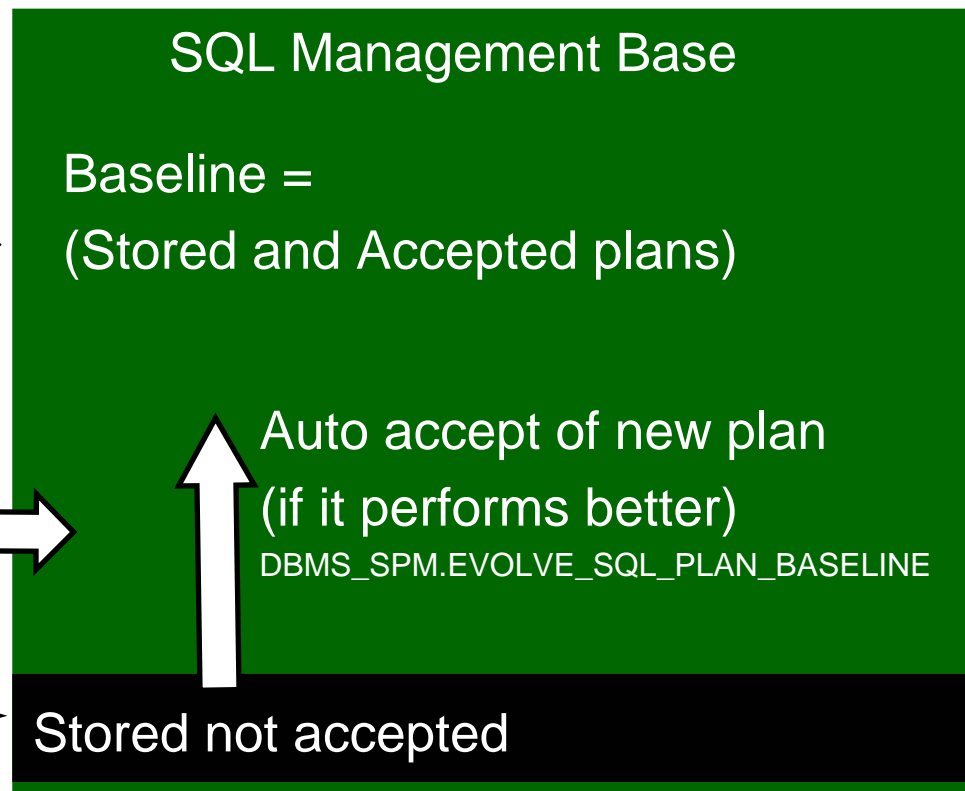 SQL Management Base
Baseline =
(Stored and Accepted plans)
Auto accept of new plan
(if it performs better)
DBMS_SPM.EVOLVE_SQL_PLAN_BASELINE
Stored not accepted